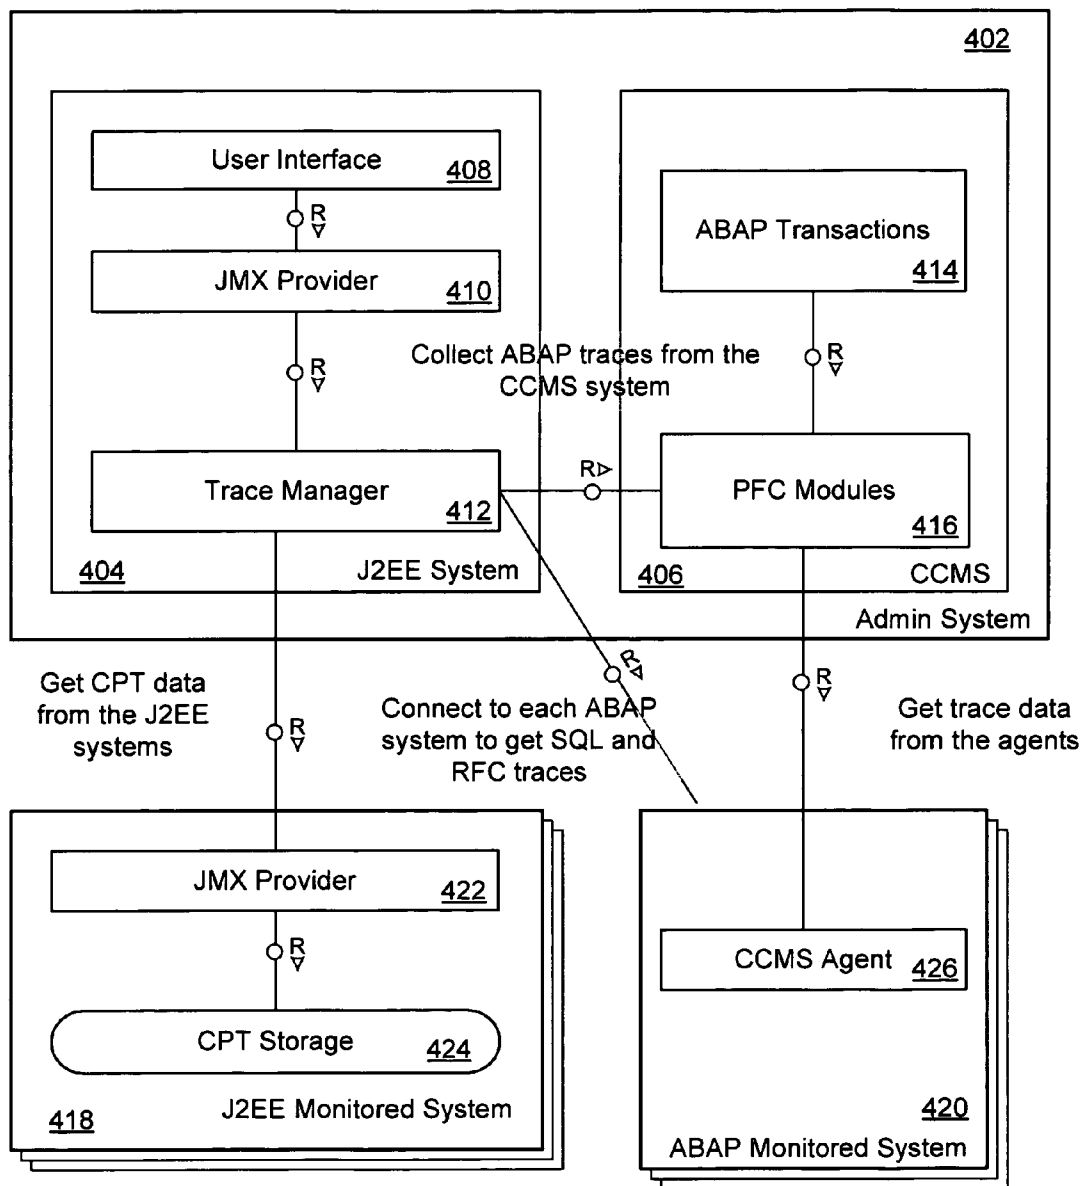 402
User Interface 408
R
JMX Provider 410
R
Trace Manager 412
404
J2EE System
ABAP Transactions
414
R
Collect ABAP traces from the
CCMS system
R
PFC Modules
416
406
CCMS
Admin System
Get CPT data
from the J2EE
systems
R
R
Connect to each ABAP
system to get SQL and
RFC traces
R
Get trace data
from the agents
JMX Provider 422
R
CPT Storage 424
418
J2EE Monitored System
CCMS Agent 426
420
ABAP Monitored System